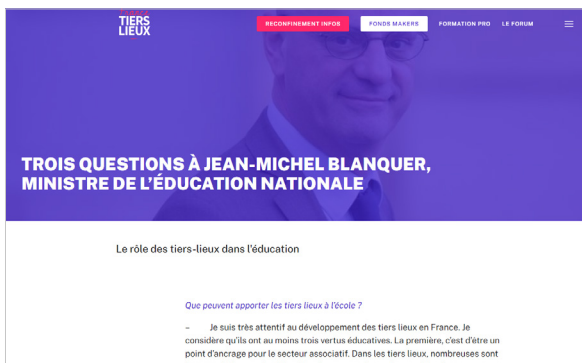 TIERS
LIEUX
RECONFINEMENT INFOS
FONDS MAKERS
FORMATION PRO
LE FORUM
TROIS QUESTIONS À JEAN-MICHEL BLANQUER,
MINISTRE DE L'ÉDUCATION NATIONALE
Le rôle des tiers-lieux dans l'éducation
Que peuvent apporter les tiers lieux à l'école ?
– Je suis très attentif au développement des tiers lieux en France. Je
considère qu'ils ont au moins trois vertus éducatives. La première, c'est d'être un
point d'ancrage pour le secteur associatif. Dans les tiers lieux, nombreuses sont